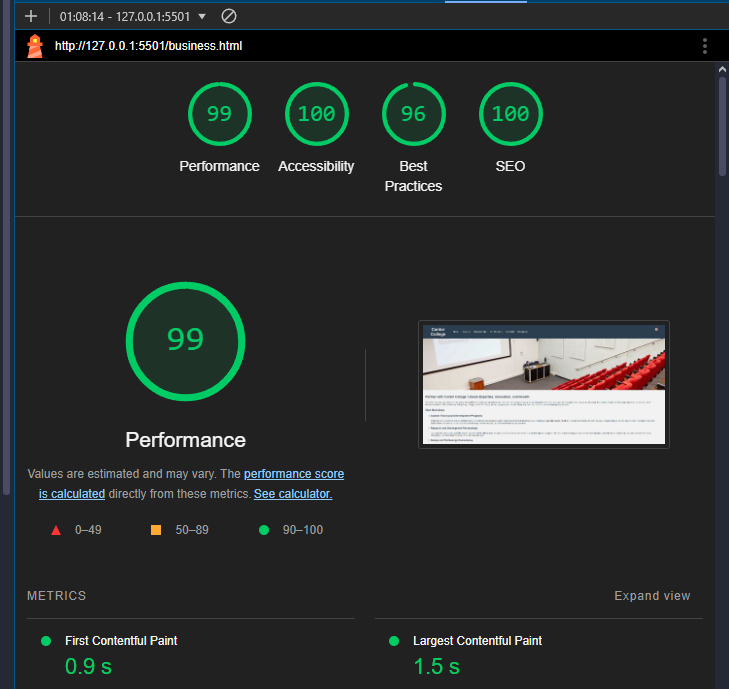 01:08:14 - 127.0.0.1:5501
http://127.0.0.1:5501/business.html
99 100 96 100
Performance Accessibility Best Practices SEO
99
Performance
Values are estimated and may vary. The performance score
is calculated directly from these metrics. See calculator.
0–49 50–89 90–100
Center
College
METRICS Expand view
First Contentful Paint Largest Contentful Paint
0.9 s 1.5 s